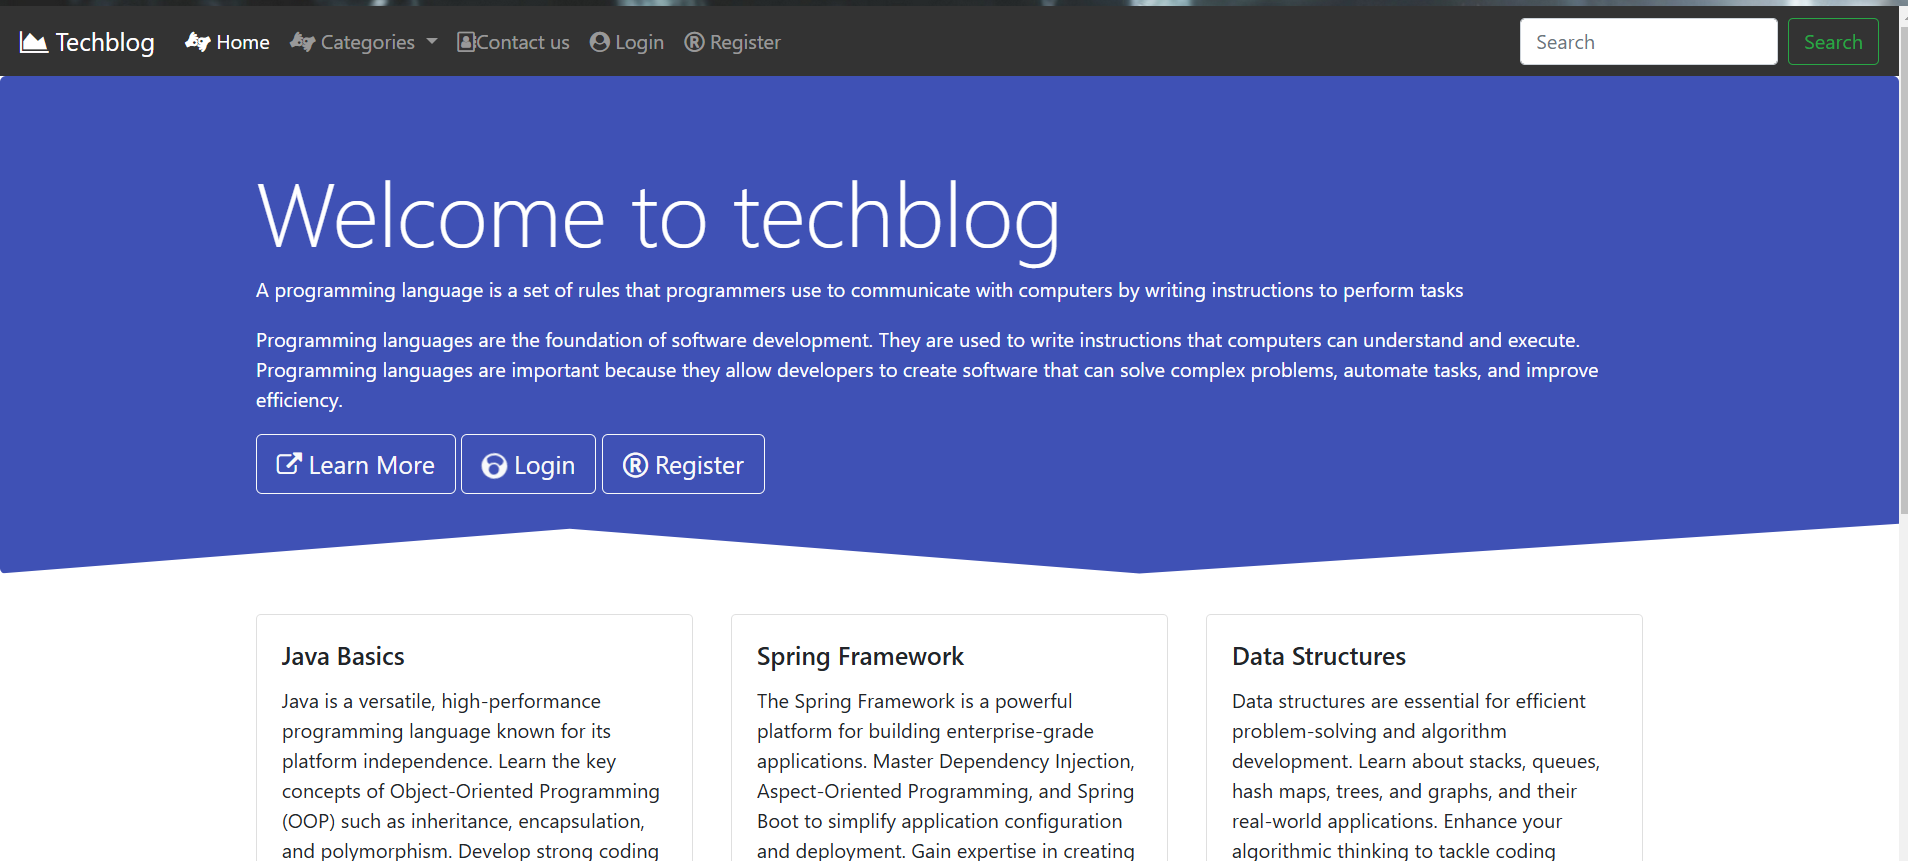 Techblog Home Categories Contact us Login Register Search Search
Welcome to techblog
A programming language is a set of rules that programmers use to communicate with computers by writing instructions to perform tasks
Programming languages are the foundation of software development. They are used to write instructions that computers can understand and execute.
Programming languages are important because they allow developers to create software that can solve complex problems, automate tasks, and improve
efficiency.
Learn More Login Register
Java Basics
Java is a versatile, high-performance
programming language known for its
platform independence. Learn the key
concepts of Object-Oriented Programming
(OOP) such as inheritance, encapsulation,
and polymorphism. Develop strong coding
Spring Framework
The Spring Framework is a powerful
platform for building enterprise-grade
applications. Master Dependency Injection,
Aspect-Oriented Programming, and Spring
Boot to simplify application configuration
and deployment. Gain expertise in creating
Data Structures
Data structures are essential for efficient
problem-solving and algorithm
development. Learn about stacks, queues,
hash maps, trees, and graphs, and their
real-world applications. Enhance your
algorithmic thinking to tackle coding